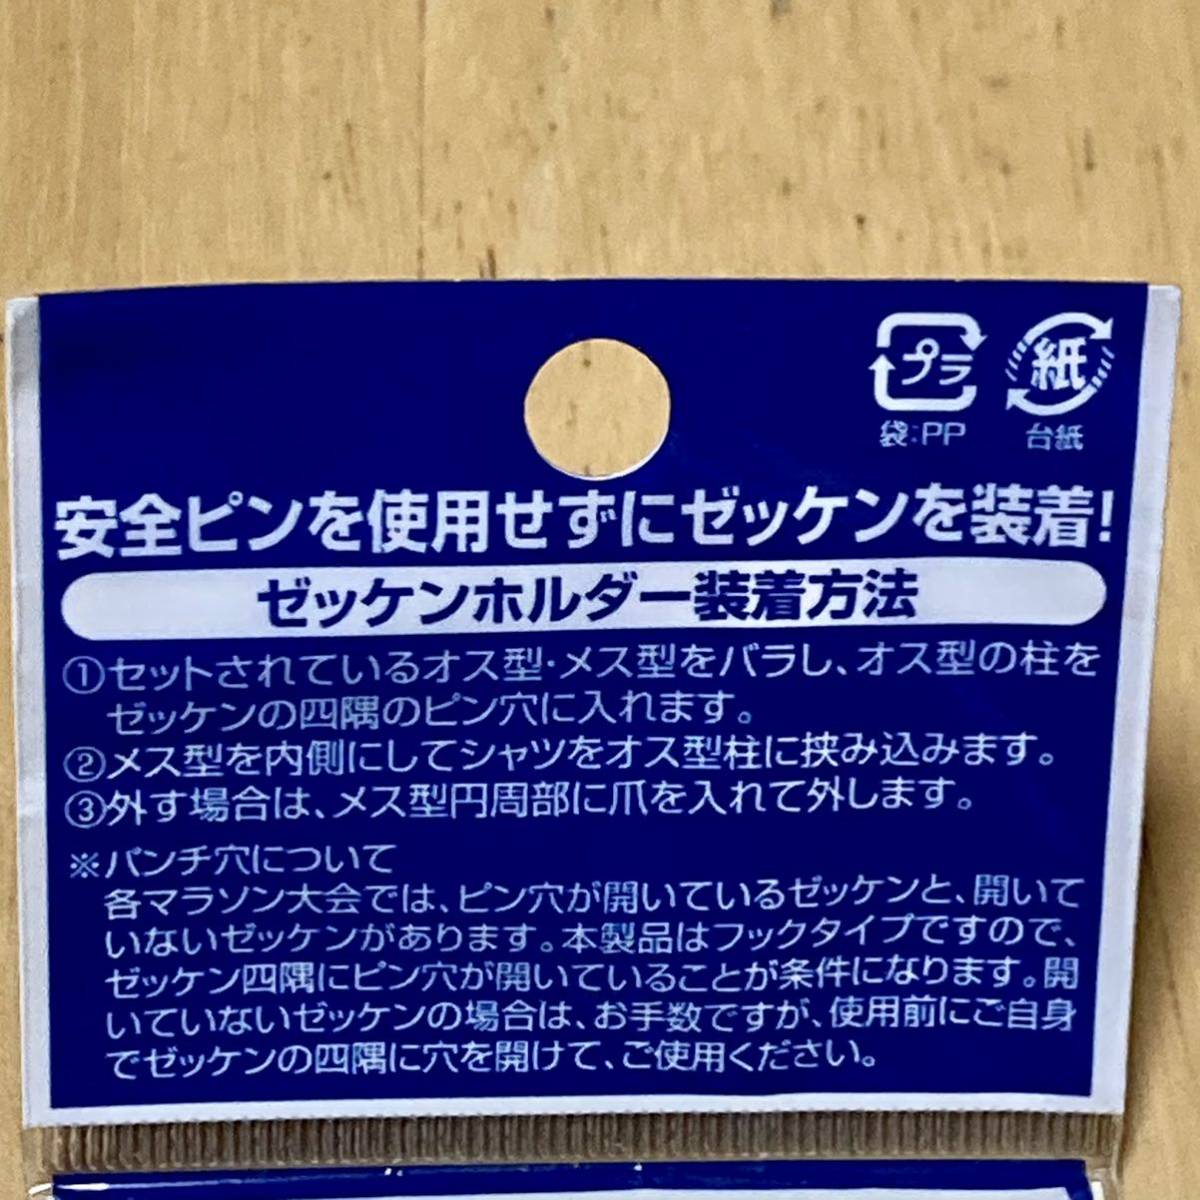 プラ 紙
袋:PP 台紙
安全ピンを使用せずにゼッケンを装着!
ゼッケンホルダー装着方法
①セットされているオス型・メス型をバラし、オス型の柱を
ゼッケンの四隅のピン穴に入れます。
②メス型を内側にしてシャツをオス型柱に挟み込みます。
③外す場合は、メス型円周部に爪を入れて外します。
※パンチ穴について
各マラソン大会では、ピン穴が開いているゼッケンと、開いて
いないゼッケンがあります。本製品はフックタイプですので、
ゼッケン四隅にピン穴が開いていることが条件になります。開
いていないゼッケンの場合は、お手数ですが、使用前にご自身
でゼッケンの四隅に穴を開けて、ご使用ください。